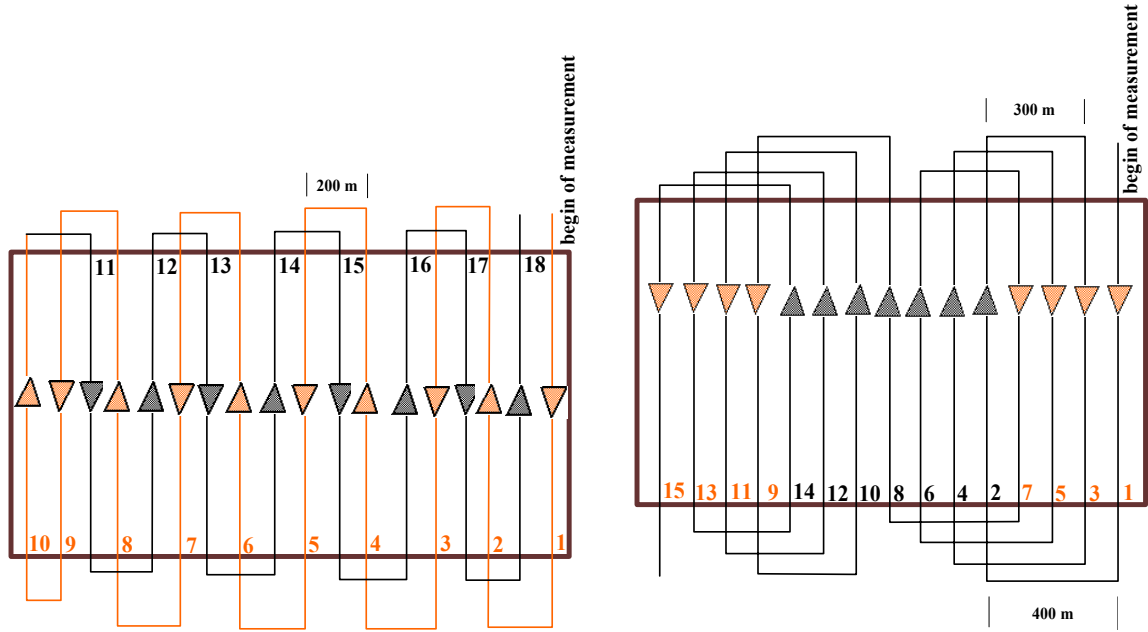 begin of measurement
200 m
11 12 13 14 15 16 17 18
10 9 8 7 6 5 4 3 2 1
begin of measurement
300 m
15 13 11 9 14 12 10 8 6 4 2 7 5 3 1
400 m